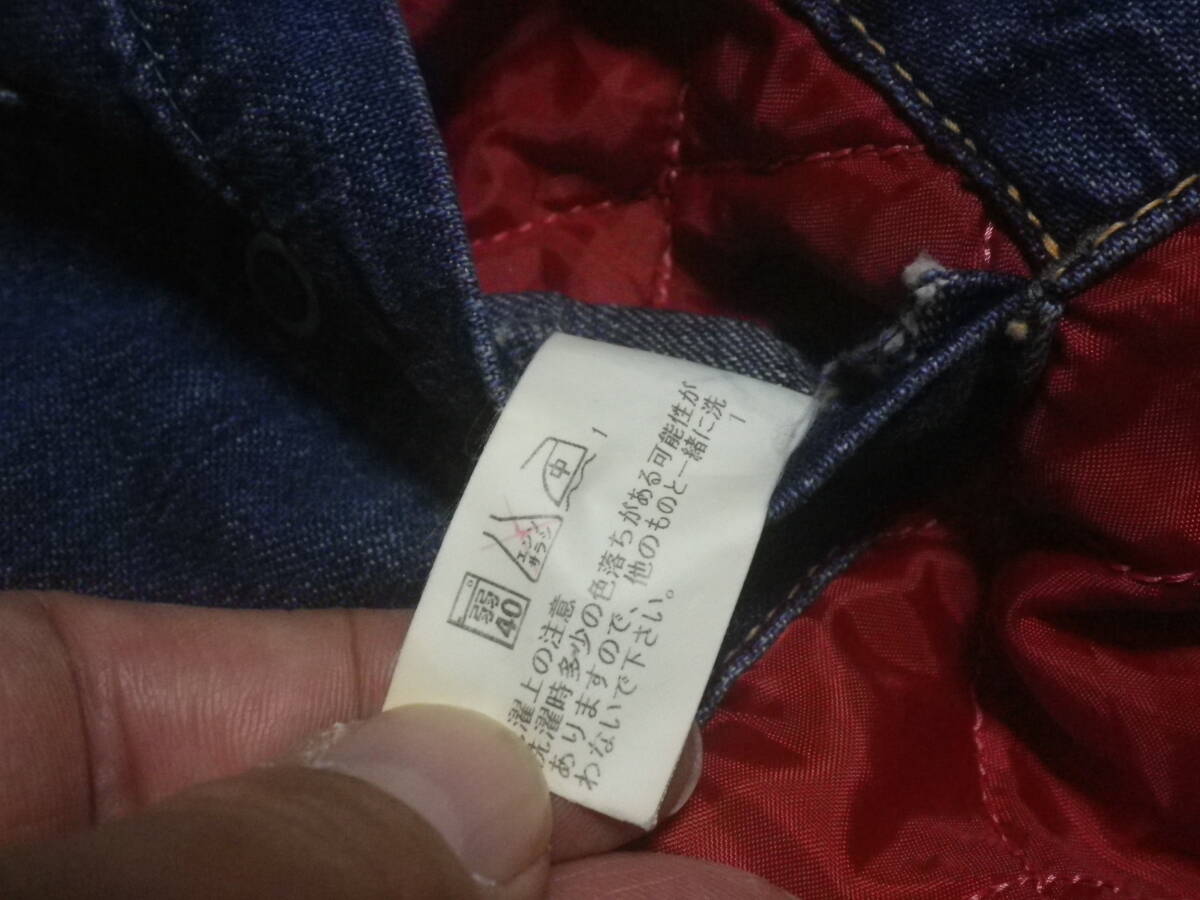 弱
40
エンソ
サラシ
中
濯上の注意
洗濯時多少の色落ちがある可能性が
ありますので、他のものと一緒に洗
わないで下さい。
1
1